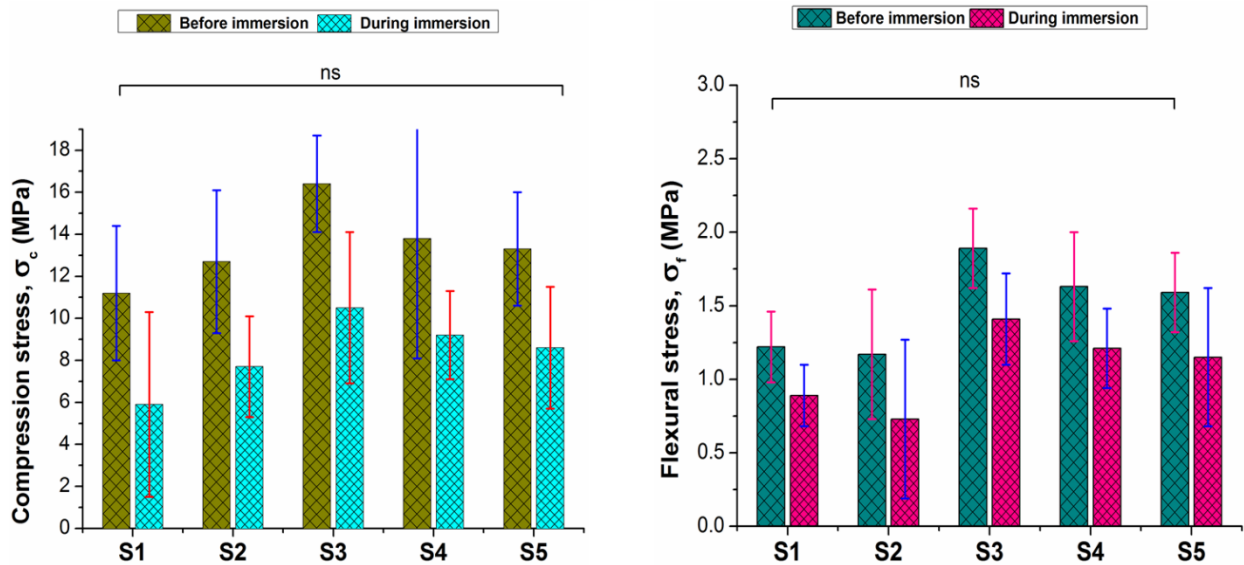 Before immersion During immersion
ns
Compression stress, σc (MPa)
18
16
14
12
10
8
6
4
2
0
S1 S2 S3 S4 S5
Before immersion During immersion
ns
Flexural stress, σf (MPa)
3.0
2.5
2.0
1.5
1.0
0.5
0.0
S1 S2 S3 S4 S5